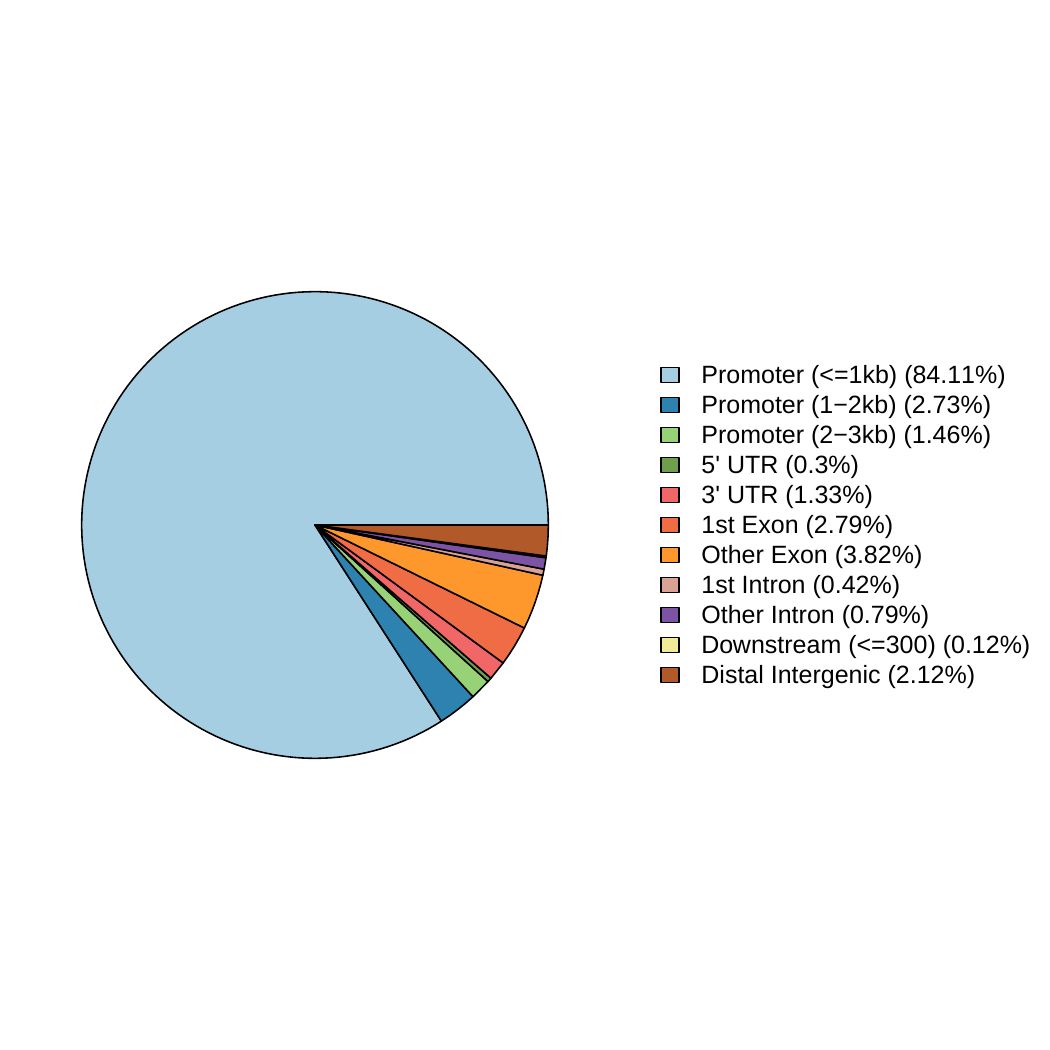 Promoter (<=1kb) (84.11%)
Promoter (1−2kb) (2.73%)
Promoter (2−3kb) (1.46%)
5' UTR (0.3%)
3' UTR (1.33%)
1st Exon (2.79%)
Other Exon (3.82%)
1st Intron (0.42%)
Other Intron (0.79%)
Downstream (<=300) (0.12%)
Distal Intergenic (2.12%)